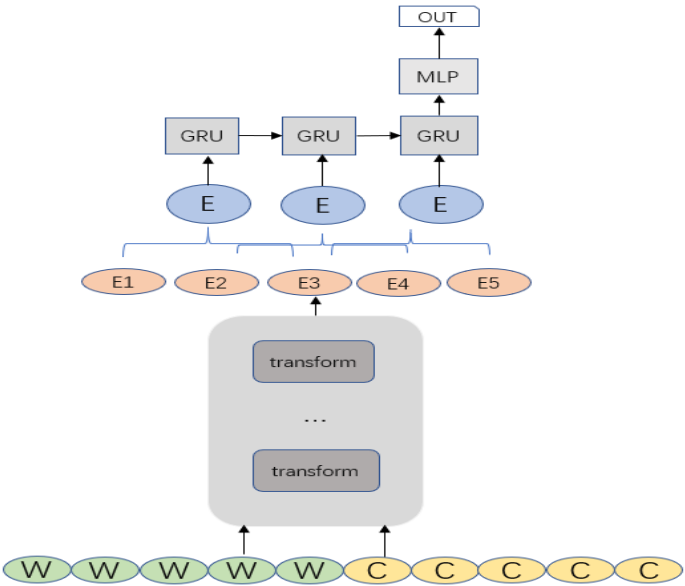 OUT
MLP
GRU GRU GRU
E E E
E1 E2 E3 E4 E5
transform
...
transform
W W W W W C C C C C